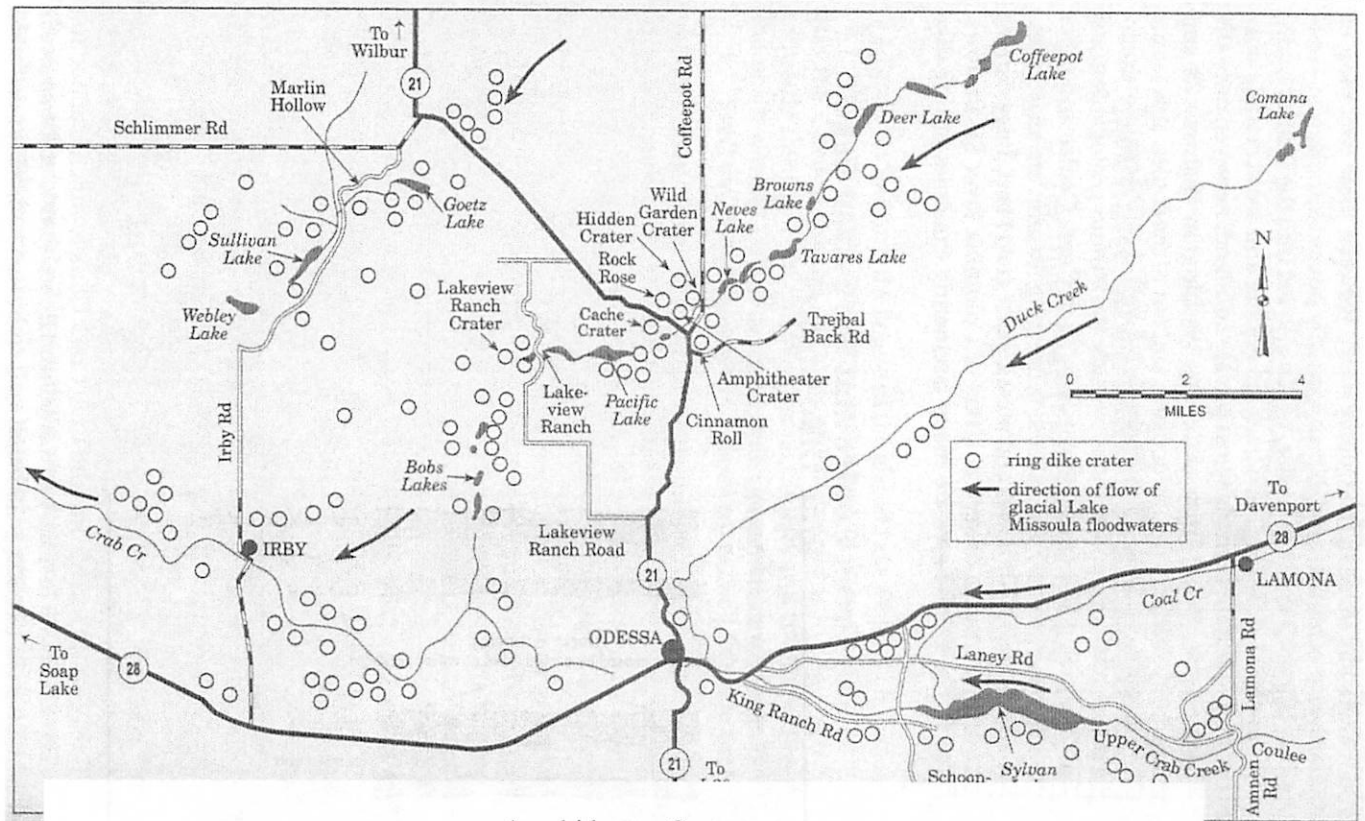 To
Wilbur
21
Marlin
Hollow
Schlimmer Rd
Coffeepot Rd
Coffeepot
Lake
Deer Lake
Comana
Lake
Goetz
Lake
Wild
Garden
Crater
Browns
Lake
Neves
Lake
Hidden
Crater
Rock
Rose
Sullivan
Lake
Tavares Lake
N
Webley
Lake
Lakeview
Ranch
Crater
Cache
Crater
Trejbal
Back Rd
Duck Creek
Amphitheater
Crater
Lake-
view
Ranch
Pacific
Lake
Cinnamon
Roll
0 2 4
MILES
Irby Rd
Bobs
Lakes
ring dike crater
direction of flow of
glacial Lake
Missoula floodwaters
To
Davenport
Crab Cr
IRBY
Lakeview
Ranch Road
28
LAMONA
21
Coal Cr
ODESSA
Lamona Rd
To
Soap
Lake
28
Laney Rd
King Ranch Rd
Upper Crab Creek
Coulee
21
To
Schoon-
Sylvan
Amnen
Rd